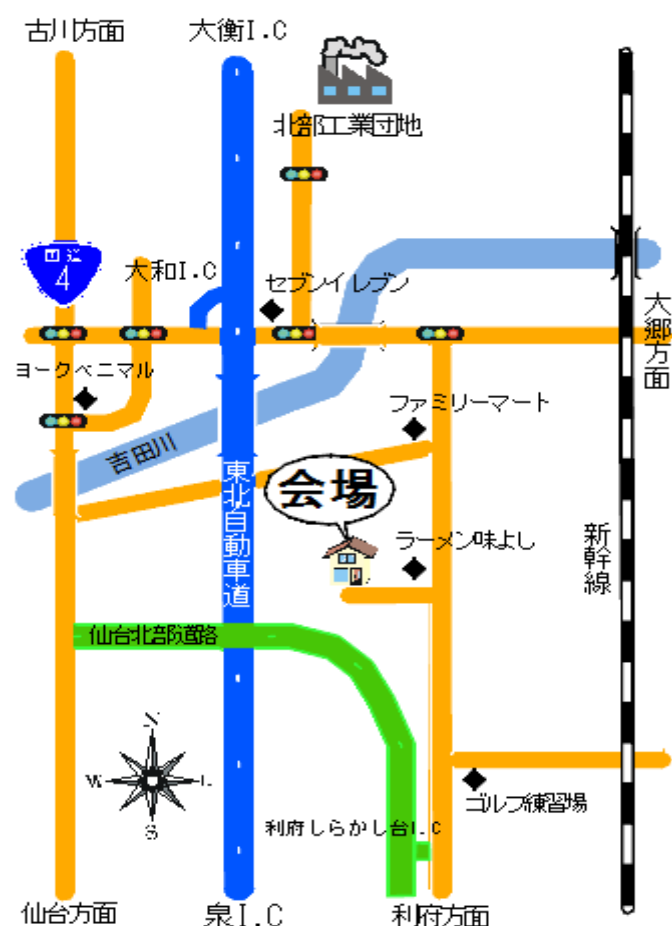 古川方面
大衡I.C
北部工業団地
国道
4
大和I.C
セブンイレブン
大郷方面
ヨークベニマル
ファミリーマート
吉田川
会場
東北自動車道
ラーメン味よし
新幹線
仙台北部道路
N
W
S
ゴルフ練習場
利府しらかし台I.C
仙台方面
泉I.C
利府方面